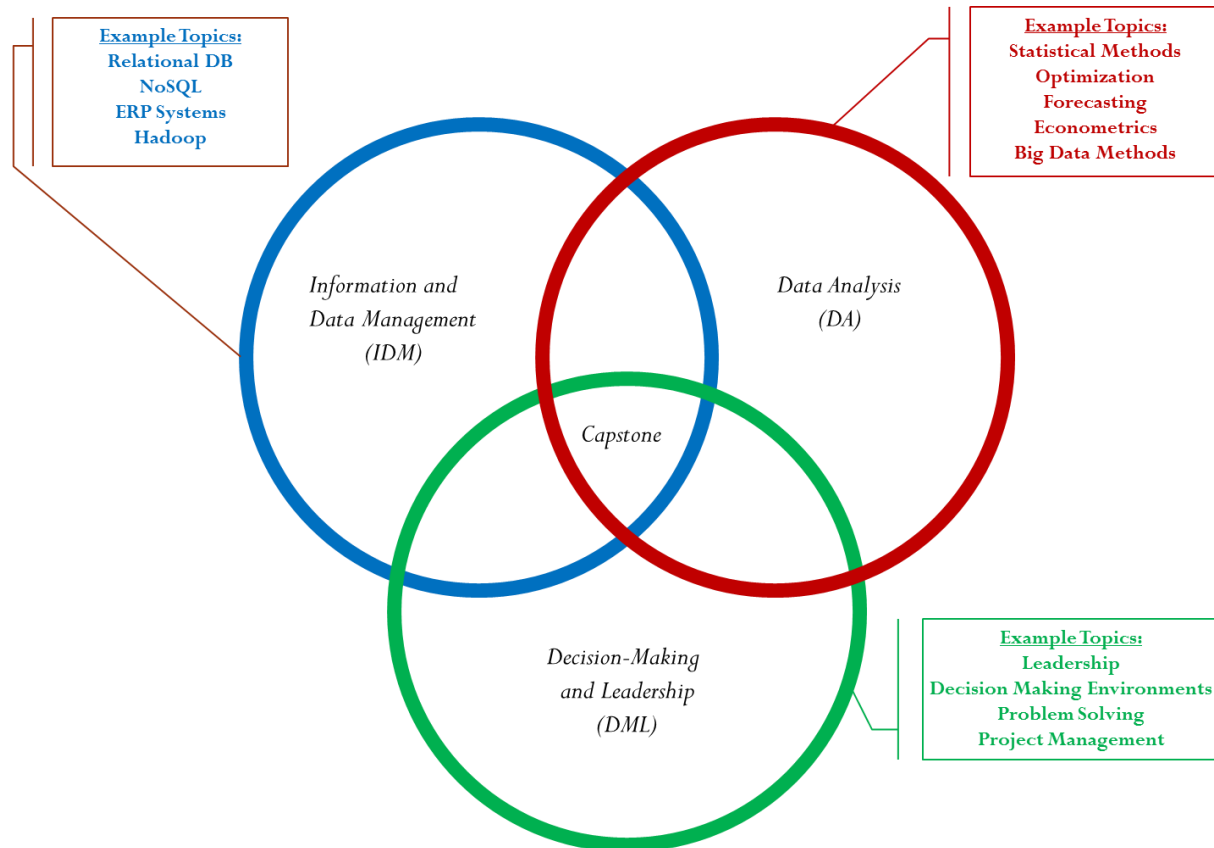 Example Topics:
Relational DB
NoSQL
ERP Systems
Hadoop
Example Topics:
Statistical Methods
Optimization
Forecasting
Econometrics
Big Data Methods
Information and
Data Management
(IDM)
Data Analysis
(DA)
Capstone
Decision-Making
and Leadership
(DML)
Example Topics:
Leadership
Decision Making Environments
Problem Solving
Project Management